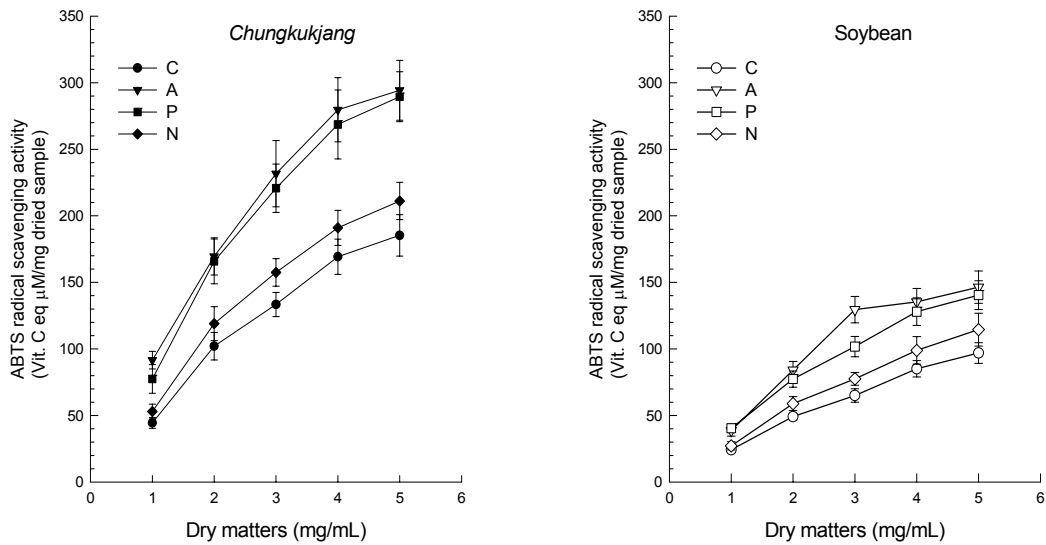 Chungkukjang
C
A
P
N
350
300
250
200
150
100
50
0
0 1 2 3 4 5 6
Dry matters (mg/mL)
ABTS radical scavenging activity
(Vit. C eq μM/mg dried sample)
Soybean
C
A
P
N
350
300
250
200
150
100
50
0
0 1 2 3 4 5 6
Dry matters (mg/mL)
ABTS radical scavenging activity
(Vit. C eq μM/mg dried sample)